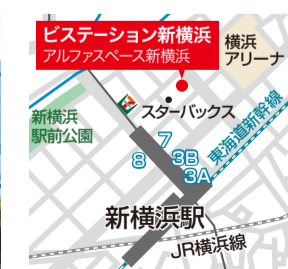 ビステーション新横浜
アルファスペース新横浜
横浜
アリーナ
スターバックス
新横浜
駅前公園
7
8
3B
3A
東海道新幹線
新横浜駅
JR横浜線